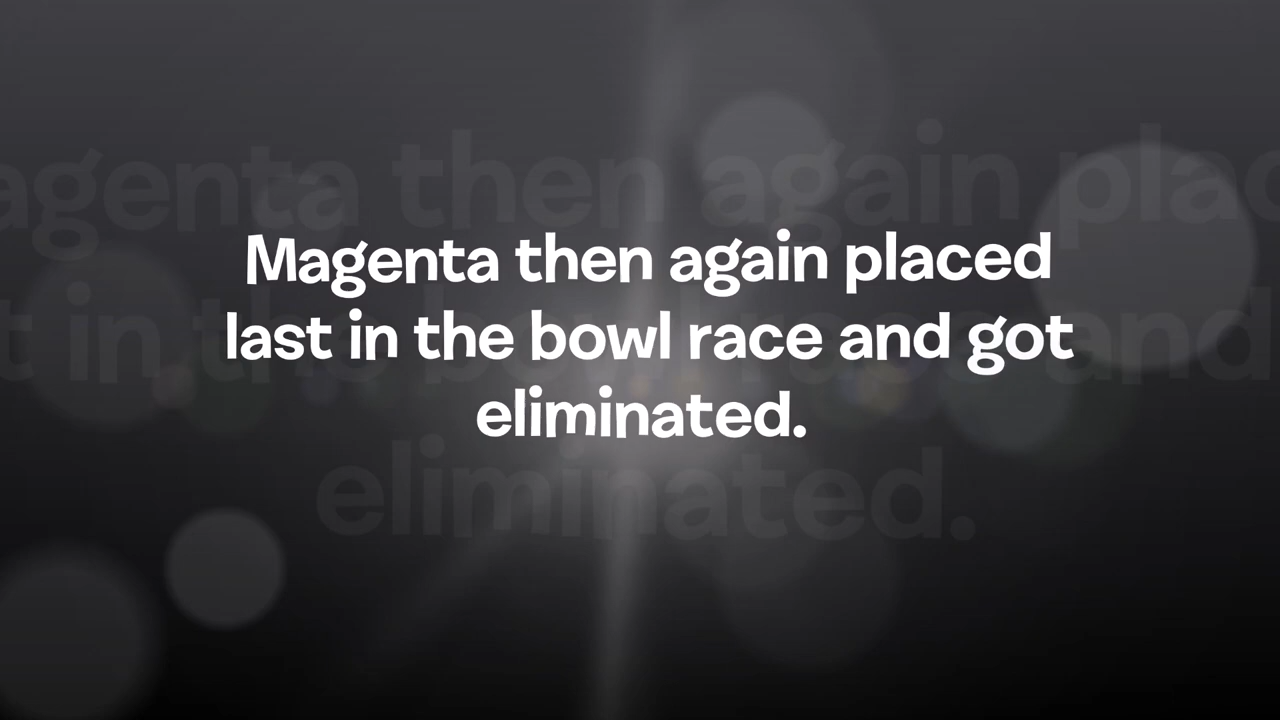 Magenta then again placed
last in the bowl race and got
eliminated.